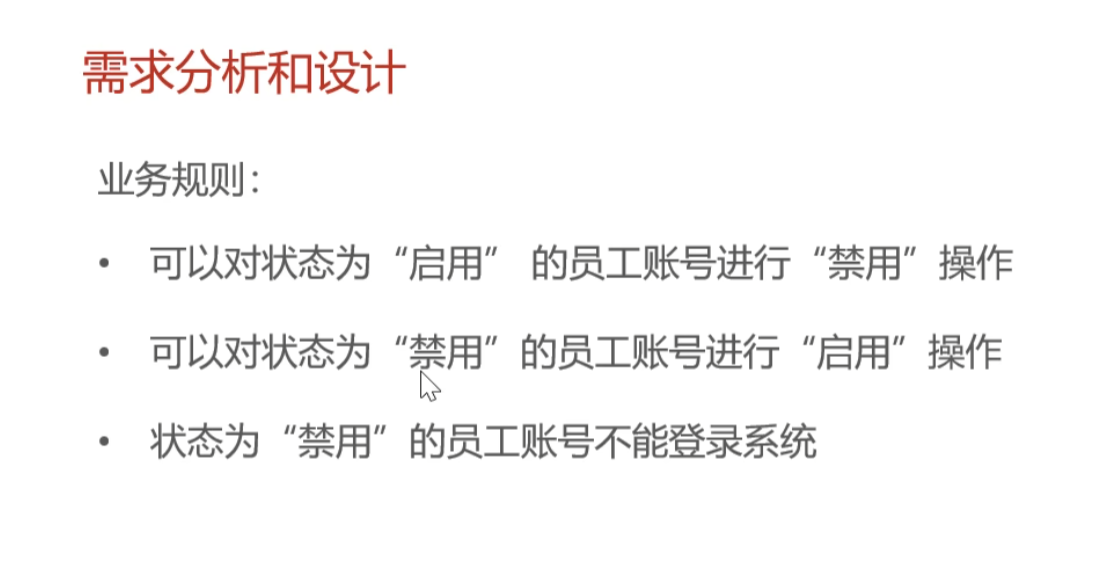 需求分析和设计
业务规则：
• 可以对状态为“启用” 的员工账号进行“禁用”操作
• 可以对状态为“禁用”的员工账号进行“启用”操作
• 状态为“禁用”的员工账号不能登录系统